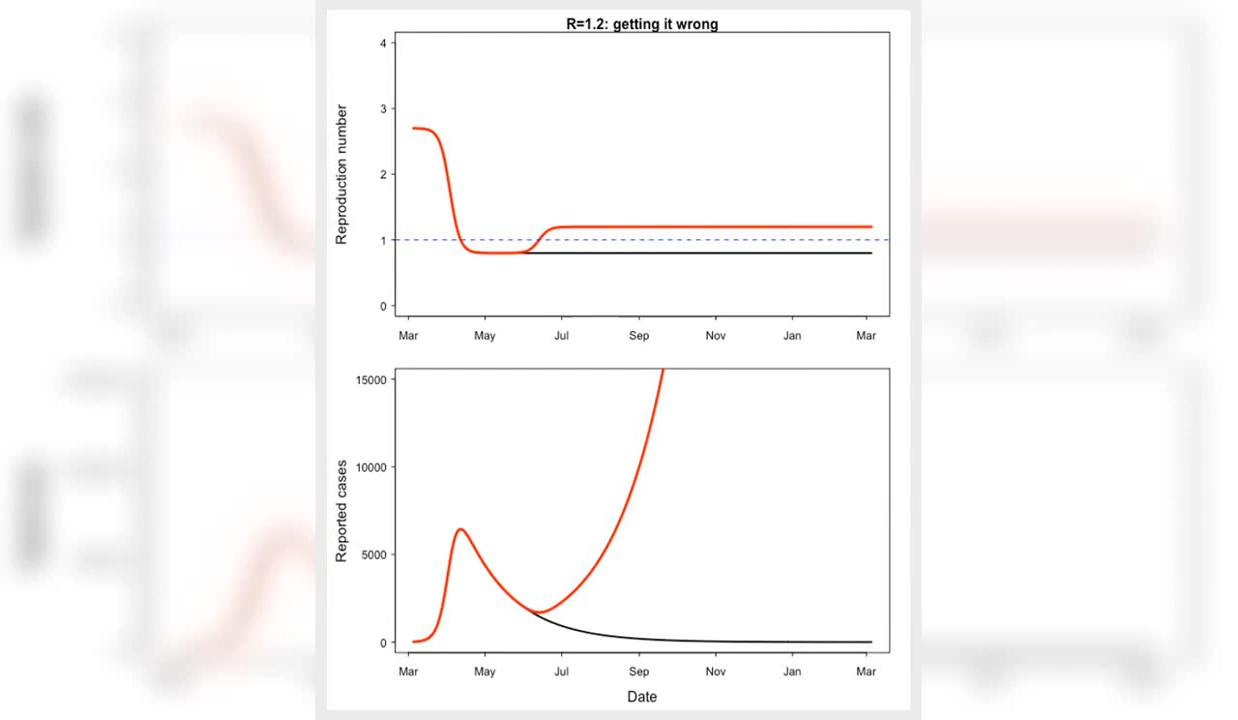 R=1.2: getting it wrong
Reproduction number
4
3
2
1
0
Mar May Jul Sep Nov Jan Mar
Reported cases
15000
10000
5000
0
Mar May Jul Sep Nov Jan Mar
Date